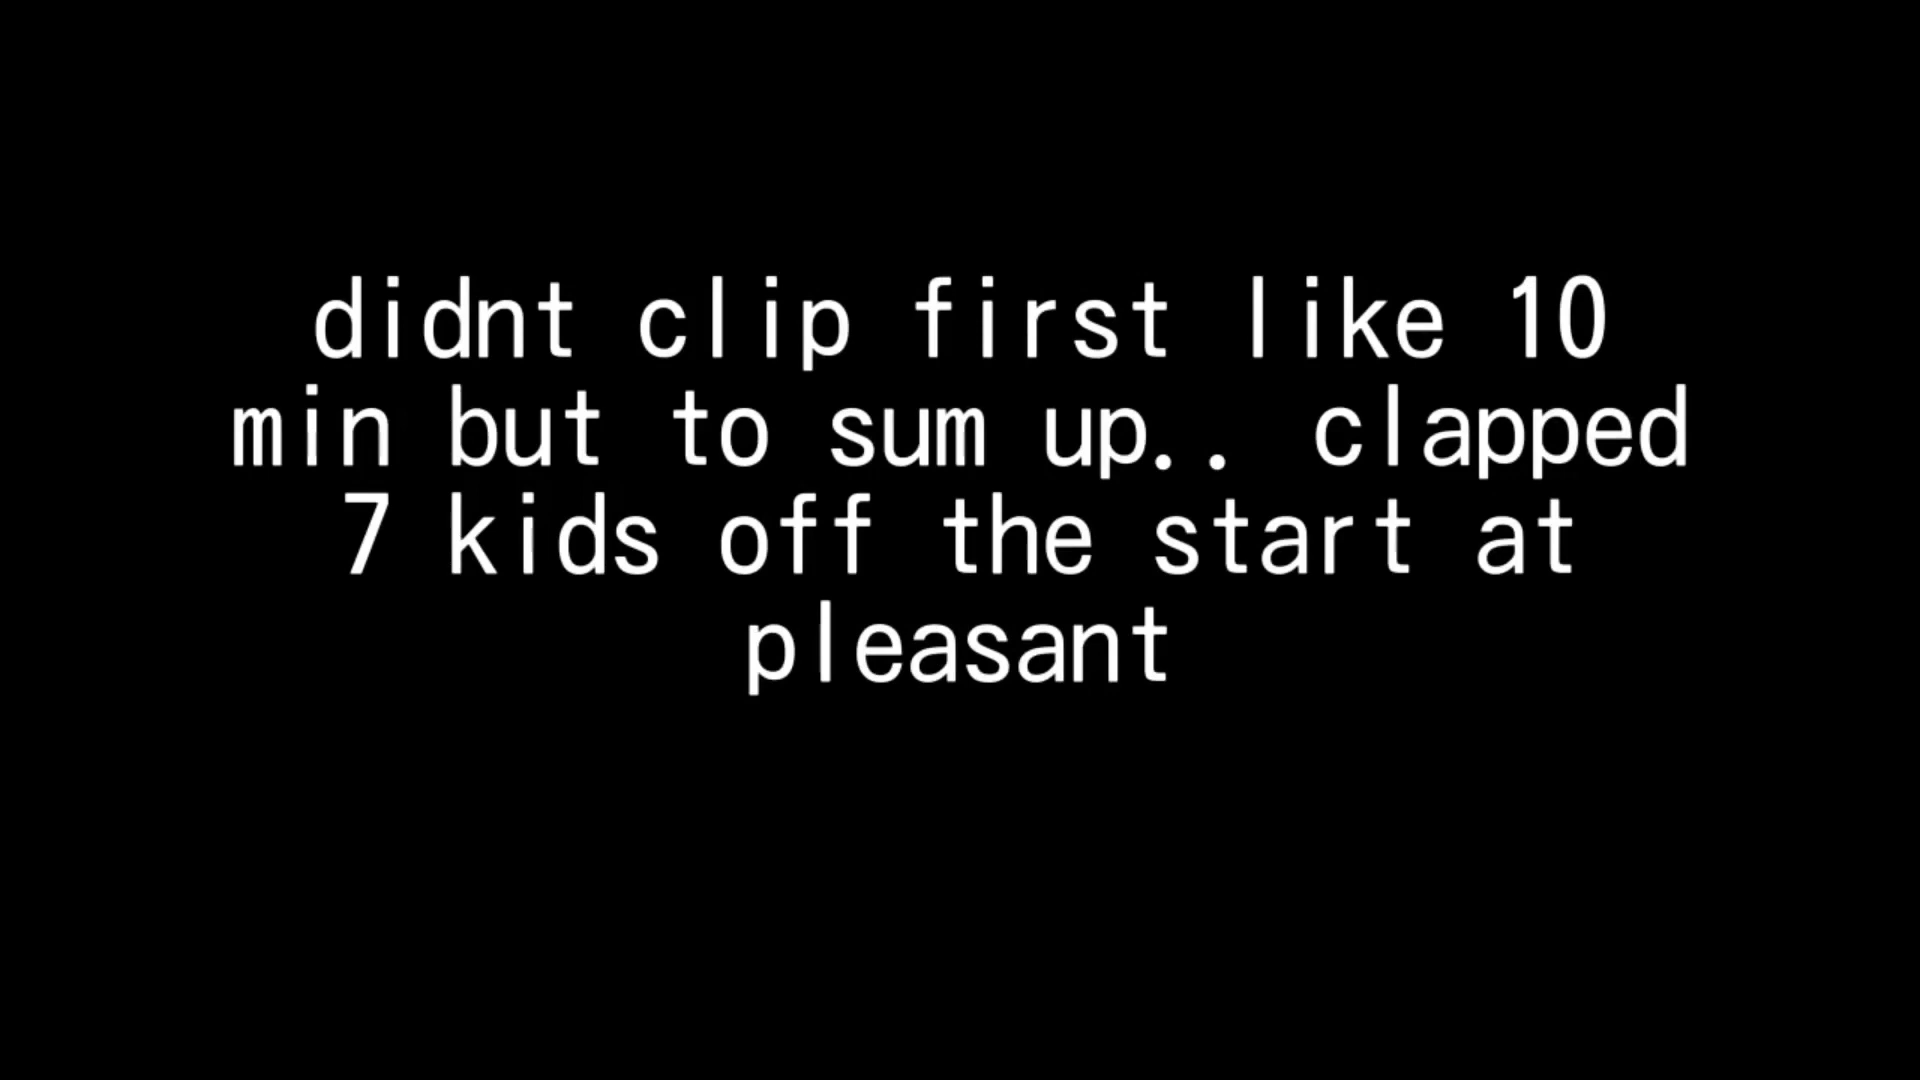 didnt clip first like 10
min but to sum up.. clapped
7 kids off the start at
pleasant